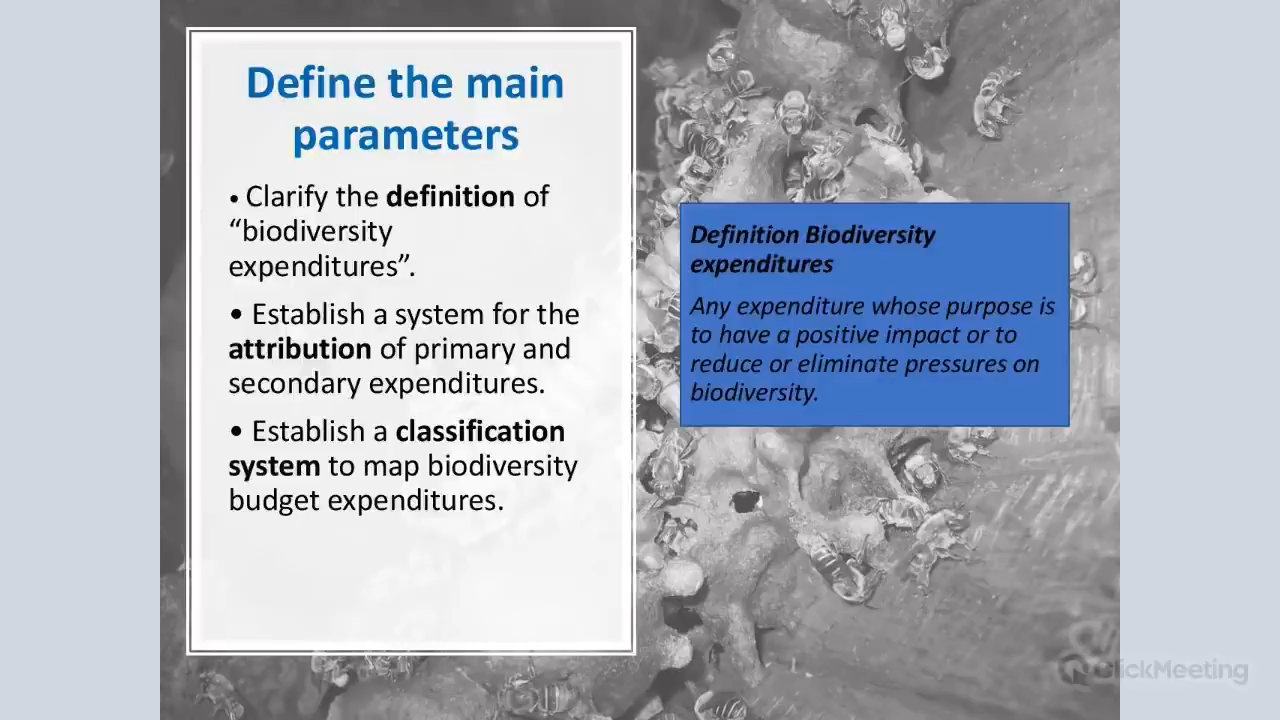 Define the main
parameters
• Clarify the definition of
“biodiversity
expenditures”.
• Establish a system for the
attribution of primary and
secondary expenditures.
• Establish a classification
system to map biodiversity
budget expenditures.
Definition Biodiversity
expenditures
Any expenditure whose purpose is
to have a positive impact or to
reduce or eliminate pressures on
biodiversity.
ClickMeeting